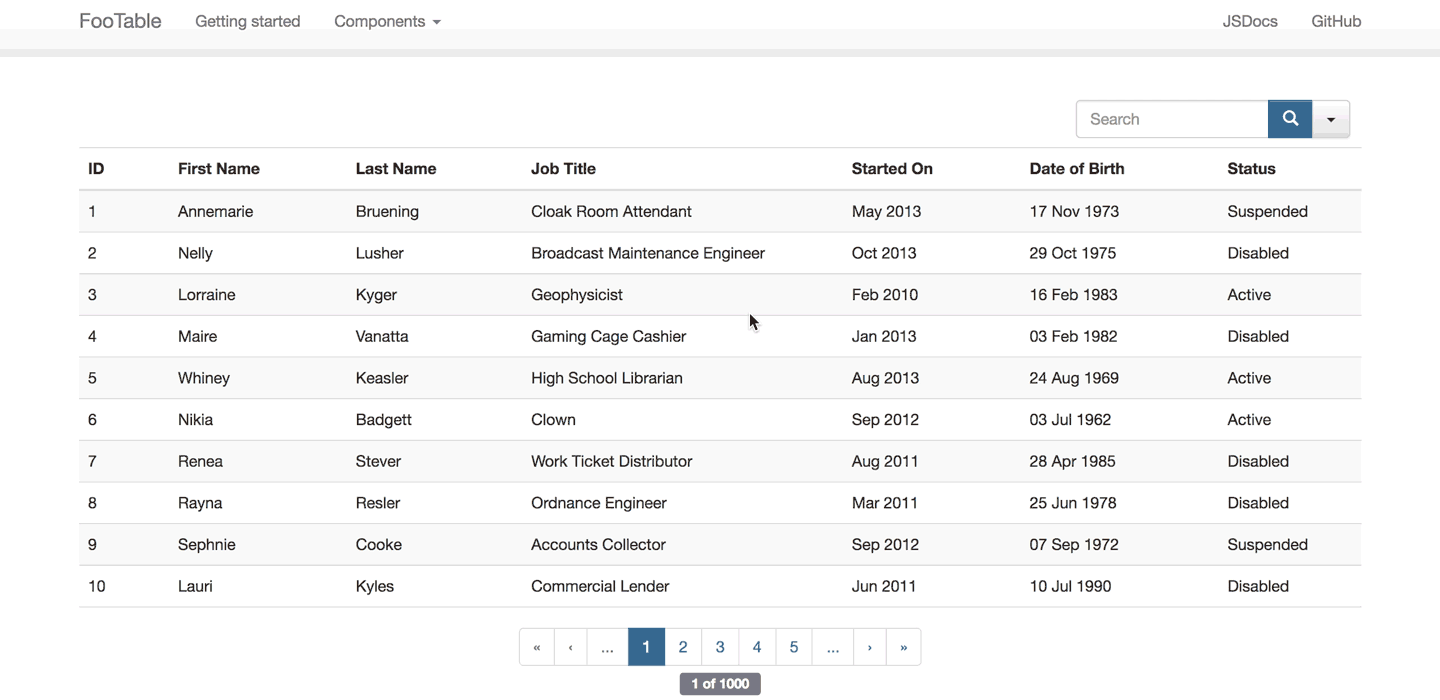 FooTable Getting started Components JSDocs GitHub
Search
ID First Name Last Name Job Title Started On Date of Birth Status
1 Annemarie Bruening Cloak Room Attendant May 2013 17 Nov 1973 Suspended
2 Nelly Lusher Broadcast Maintenance Engineer Oct 2013 29 Oct 1975 Disabled
3 Lorraine Kyger Geophysicist Feb 2010 16 Feb 1983 Active
4 Maire Vanatta Gaming Cage Cashier Jan 2013 03 Feb 1982 Disabled
5 Whiney Keasler High School Librarian Aug 2013 24 Aug 1969 Active
6 Nikia Badgett Clown Sep 2012 03 Jul 1962 Active
7 Renea Stever Work Ticket Distributor Aug 2011 28 Apr 1985 Disabled
8 Rayna Resler Ordnance Engineer Mar 2011 25 Jun 1978 Disabled
9 Sephnie Cooke Accounts Collector Sep 2012 07 Sep 1972 Suspended
10 Lauri Kyles Commercial Lender Jun 2011 10 Jul 1990 Disabled
« ‹ ... 1 2 3 4 5 ... › »
1 of 1000